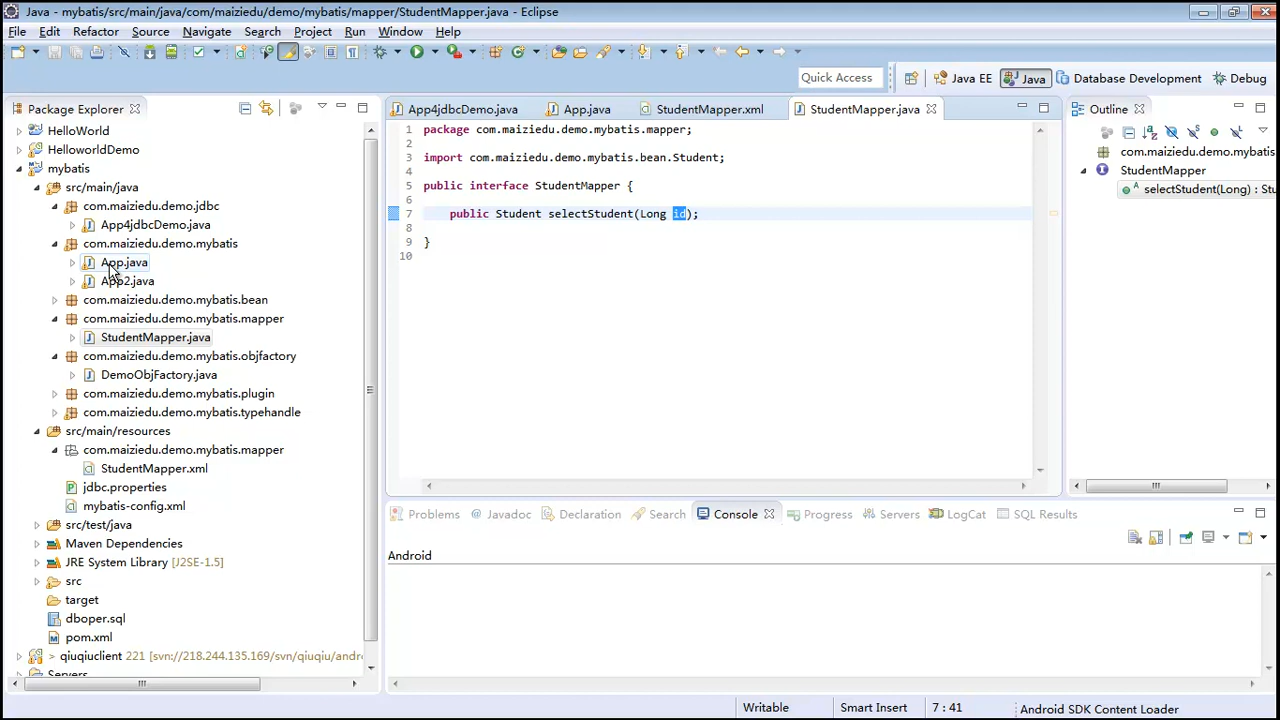 Java - mybatis/src/main/java/com/maiziedu/demo/mybatis/mapper/StudentMapper.java - Eclipse
File Edit Refactor Source Navigate Search Project Run Window Help
Quick Access
Java EE
Java
Database Development
Debug
Package Explorer
HelloWorld
HelloworldDemo
mybatis
src/main/java
com.maiziedu.demo.jdbc
App4jdbcDemo.java
com.maiziedu.demo.mybatis
App.java
App2.java
com.maiziedu.demo.mybatis.bean
com.maiziedu.demo.mybatis.mapper
StudentMapper.java
com.maiziedu.demo.mybatis.objfactory
DemoObjFactory.java
com.maiziedu.demo.mybatis.plugin
com.maiziedu.demo.mybatis.typehandle
src/main/resources
com.maiziedu.demo.mybatis.mapper
StudentMapper.xml
jdbc.properties
mybatis-config.xml
src/test/java
Maven Dependencies
JRE System Library [J2SE-1.5]
src
target
dboper.sql
pom.xml
> qiuqiuclient 221 [svn://218.244.135.169/svn/qiuqiu/andr
Servers
App4jdbcDemo.java
App.java
StudentMapper.xml
StudentMapper.java
1 package com.maiziedu.demo.mybatis.mapper;
2
3 import com.maiziedu.demo.mybatis.bean.Student;
4
5 public interface StudentMapper {
6
7 public Student selectStudent(Long id);
8
9 }
10
Outline
com.maiziedu.demo.mybatis
StudentMapper
selectStudent(Long) : Stu
Problems
Javadoc
Declaration
Search
Console
Progress
Servers
LogCat
SQL Results
Android
Writable
Smart Insert
7 : 41
Android SDK Content Loader